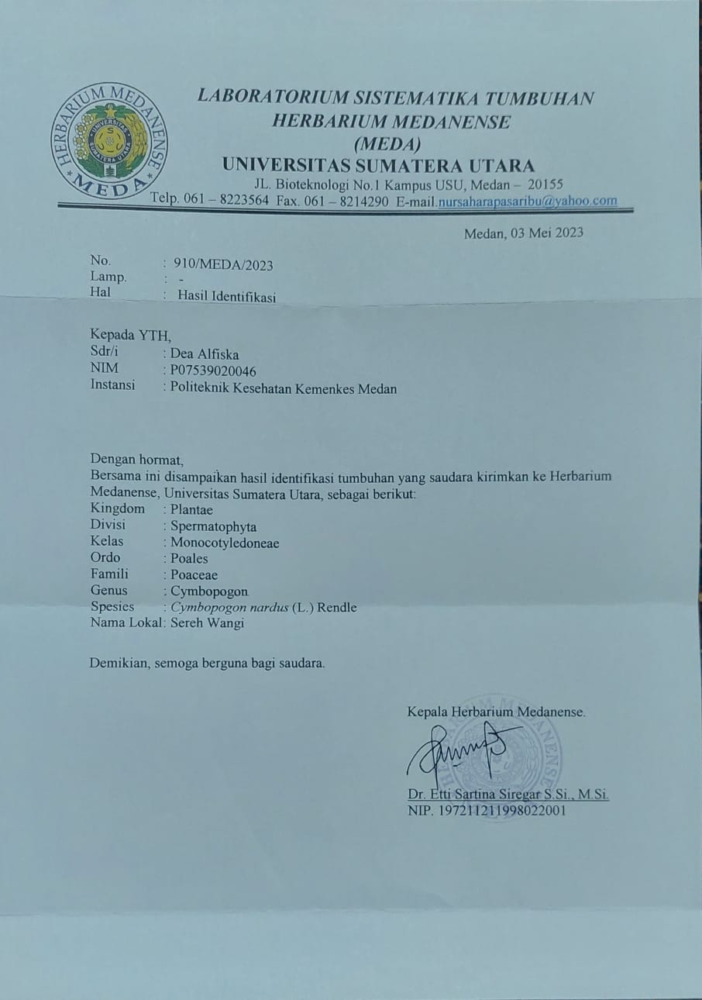 HERBARIUM MEDANENSE
* MEDA *
UNIVERSITAS
SUMATERA UTARA
LABORATORIUM SISTEMATIKA TUMBUHAN
HERBARIUM MEDANENSE
(MEDA)
UNIVERSITAS SUMATERA UTARA
JL. Bioteknologi No.1 Kampus USU, Medan – 20155
Telp. 061 – 8223564 Fax. 061 – 8214290 E-mail.nursaharapasaribu@yahoo.com
Medan, 03 Mei 2023
No. : 910/MEDA/2023
Lamp. : -
Hal : Hasil Identifikasi
Kepada YTH,
Sdr/i : Dea Alfiska
NIM : P07539020046
Instansi : Politeknik Kesehatan Kemenkes Medan
Dengan hormat,
Bersama ini disampaikan hasil identifikasi tumbuhan yang saudara kirimkan ke Herbarium
Medanense, Universitas Sumatera Utara, sebagai berikut:
Kingdom : Plantae
Divisi : Spermatophyta
Kelas : Monocotyledoneae
Ordo : Poales
Famili : Poaceae
Genus : Cymbopogon
Spesies : Cymbopogon nardus (L.) Rendle
Nama Lokal: Sereh Wangi
Demikian, semoga berguna bagi saudara.
Kepala Herbarium Medanense.
Dr. Etti Sartina Siregar S.Si., M.Si.
NIP. 197211211998022001